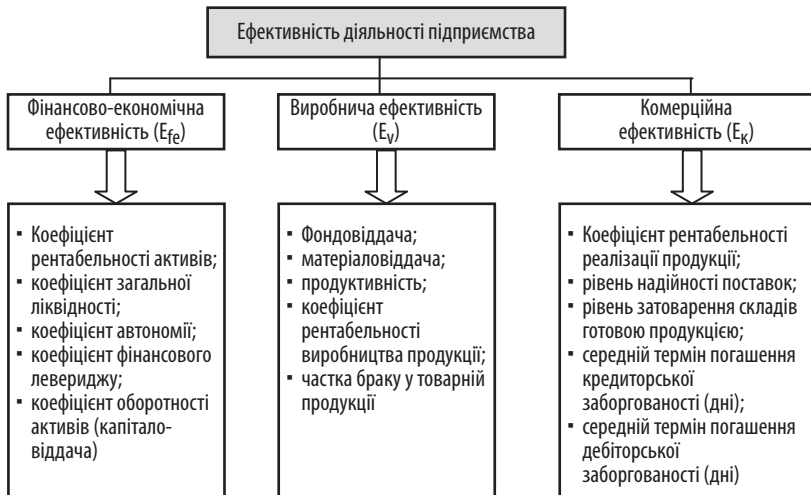 Ефективність діяльності підприємства
Фінансово-економічна
ефективність (Efe)
Виробнича ефективність
(Ev)
Комерційна
ефективність (Eк)
▪ Коефіцієнт
рентабельності активів;
▪ коефіцієнт загальної
ліквідності;
▪ коефіцієнт автономії;
▪ коефіцієнт фінансового
левериджу;
▪ коефіцієнт оборотності
активів (капітало-
віддача)
▪ Фондовіддача;
▪ матеріаловіддача;
▪ продуктивність;
▪ коефіцієнт
рентабельності
виробництва продукції;
▪ частка браку у товарній
продукції
▪ Коефіцієнт рентабельності
реалізації продукції;
▪ рівень надійності поставок;
▪ рівень затоварення складів
готовою продукцією;
▪ середній термін погашення
кредиторської
заборгованості (дні);
▪ середній термін погашення
дебіторської
заборгованості (дні)